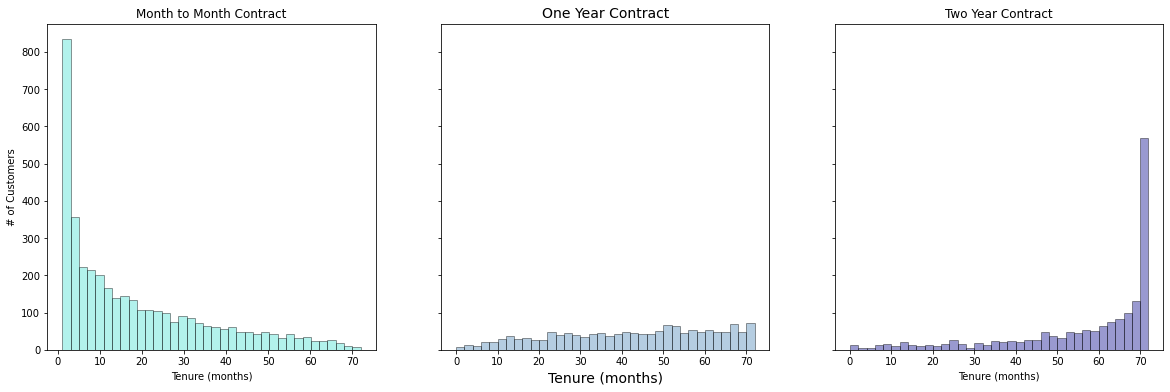 Month to Month Contract
One Year Contract
Two Year Contract
# of Customers
800
700
600
500
400
300
200
100
0
0 10 20 30 40 50 60 70
0 10 20 30 40 50 60 70
0 10 20 30 40 50 60 70
Tenure (months)
Tenure (months)
Tenure (months)